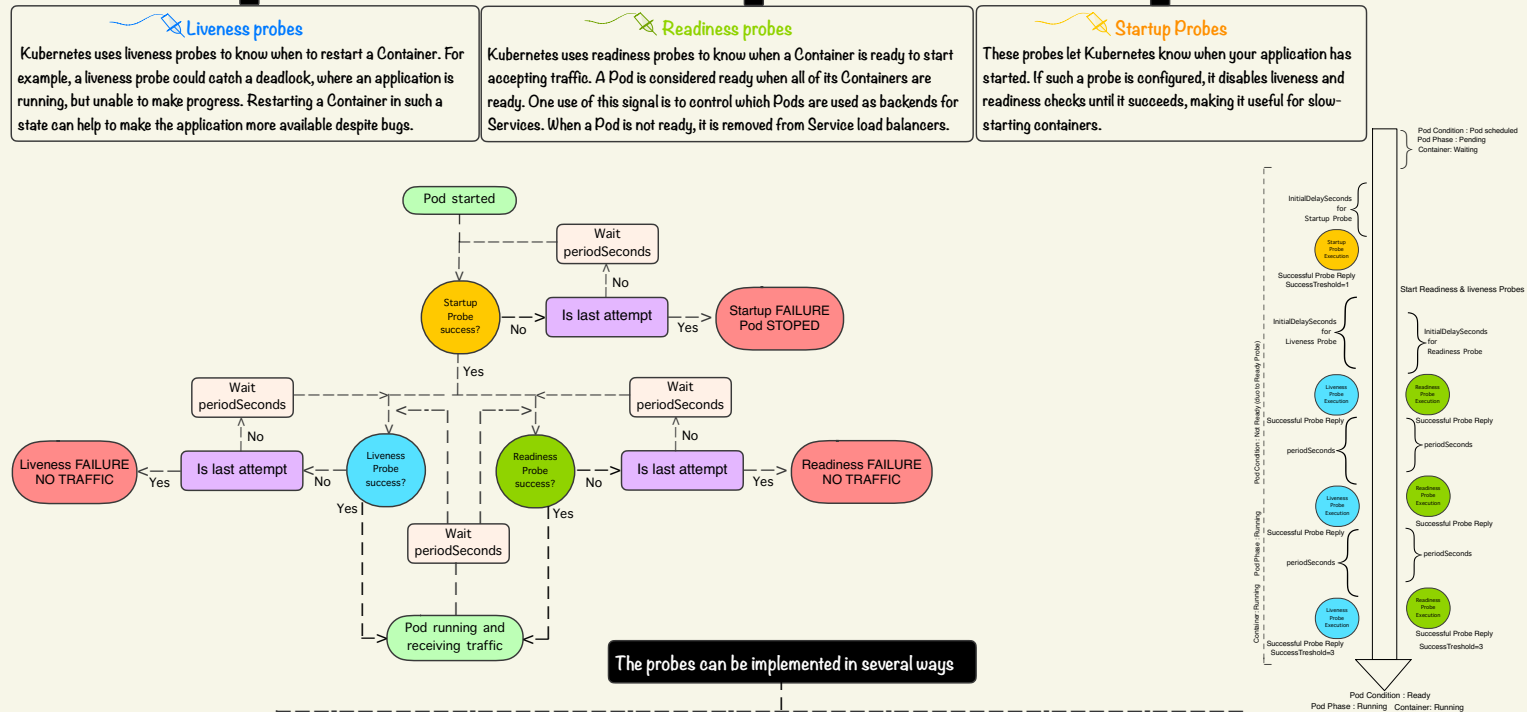 Liveness probes
Kubernetes uses liveness probes to know when to restart a Container. For
example, a liveness probe could catch a deadlock, where an application is
running, but unable to make progress. Restarting a Container in such a
state can help to make the application more available despite bugs.
Readiness probes
Kubernetes uses readiness probes to know when a Container is ready to start
accepting traffic. A Pod is considered ready when all of its Containers are
ready. One use of this signal is to control which Pods are used as backends for
Services. When a Pod is not ready, it is removed from Service load balancers.
Startup Probes
These probes let Kubernetes know when your application has
started. If such a probe is configured, it disables liveness and
readiness checks until it succeeds, making it useful for slow-
starting containers.
Pod started
Wait
periodSeconds
No
Startup
Probe
success?
No
Is last attempt
Yes
Startup FAILURE
Pod STOPED
Yes
Wait
periodSeconds
Wait
periodSeconds
No
No
Liveness FAILURE
NO TRAFFIC
Yes
Is last attempt
No
Liveness
Probe
success?
Readiness
Probe
success?
No
Is last attempt
Yes
Readiness FAILURE
NO TRAFFIC
Yes
Yes
Wait
periodSeconds
Pod running and
receiving traffic
The probes can be implemented in several ways
Pod Condition : Pod scheduled
Pod Phase : Pending
Container: Waiting
InitialDelaySeconds
for
Startup Probe
Startup
Probe
Execution
Successful Probe Reply
SuccessTreshold=1
Start Readiness & liveness Probes
InitialDelaySeconds
for
Liveness Probe
InitialDelaySeconds
for
Readiness Probe
Liveness
Probe
Execution
Successful Probe Reply
Readiness
Probe
Execution
Successful Probe Reply
periodSeconds
periodSeconds
Liveness
Probe
Execution
Successful Probe Reply
Readiness
Probe
Execution
Successful Probe Reply
periodSeconds
periodSeconds
Liveness
Probe
Execution
Successful Probe Reply
SuccessTreshold=3
Readiness
Probe
Execution
Successful Probe Reply
SuccessTreshold=3
Container: Running Pod Phase : Running Pod Condition : Not Ready (duo to Ready Probe)
Pod Condition : Ready
Pod Phase : Running Container: Running